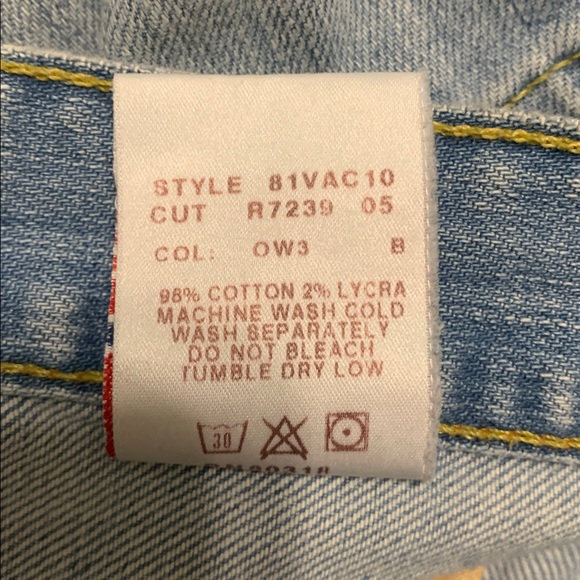 STYLE 81VAC10
CUT R7239 05
COL: OW3 B
98% COTTON 2% LYCRA
MACHINE WASH COLD
WASH SEPARATELY
DO NOT BLEACH
TUMBLE DRY LOW
30